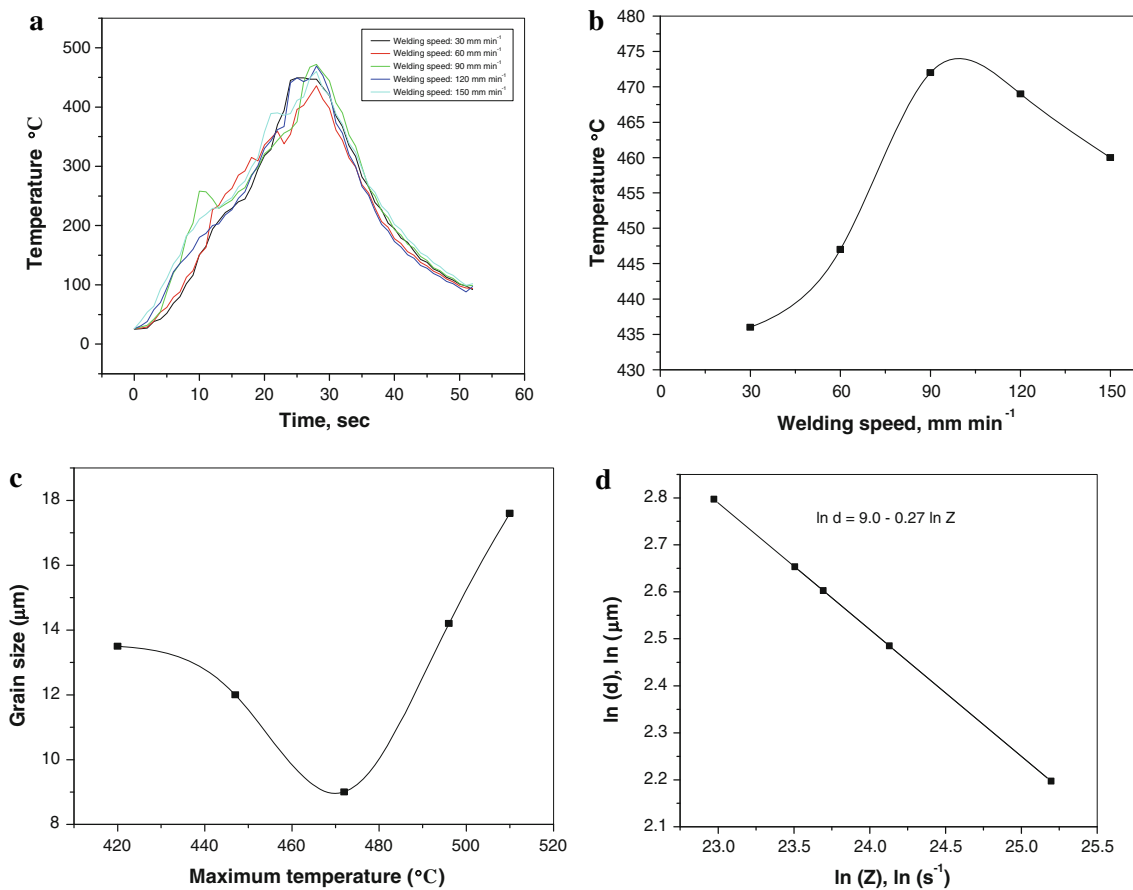 a
Temperature °C
500
400
300
200
100
0
0 10 20 30 40 50 60
Time, sec
Welding speed: 30 mm min⁻¹
Welding speed: 60 mm min⁻¹
Welding speed: 90 mm min⁻¹
Welding speed: 120 mm min⁻¹
Welding speed: 150 mm min⁻¹
b
Temperature °C
480
475
470
465
460
455
450
445
440
435
430
0 30 60 90 120 150
Welding speed, mm min⁻¹
c
Grain size (µm)
18
16
14
12
10
8
420 440 460 480 500 520
Maximum temperature (°C)
d
ln (d), ln (µm)
2.8
2.7
2.6
2.5
2.4
2.3
2.2
2.1
ln d = 9.0 - 0.27 ln Z
23.0 23.5 24.0 24.5 25.0 25.5
ln (Z), ln (s⁻¹)